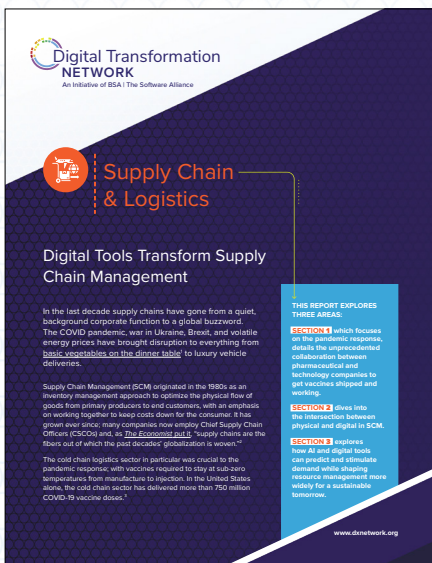 Digital Transformation
NETWORK
An Initiative of BSA | The Software Alliance
Supply Chain
& Logistics
Digital Tools Transform Supply
Chain Management
In the last decade supply chains have gone from a quiet,
background corporate function to a global buzzword.
The COVID pandemic, war in Ukraine, Brexit, and volatile
energy prices have brought disruption to everything from
basic vegetables on the dinner table¹ to luxury vehicle
deliveries.
Supply Chain Management (SCM) originated in the 1980s as an
inventory management approach to optimize the physical flow of
goods from primary producers to end customers, with an emphasis
on working together to keep costs down for the consumer. It has
grown ever since; many companies now employ Chief Supply Chain
Officers (CSCOs) and, as The Economist put it, “supply chains are the
fibers out of which the past decades’ globalization is woven.”²
The cold chain logistics sector in particular was crucial to the
pandemic response; with vaccines required to stay at sub-zero
temperatures from manufacture to injection. In the United States
alone, the cold chain sector has delivered more than 750 million
COVID-19 vaccine doses.³
THIS REPORT EXPLORES
THREE AREAS:
SECTION 1 which focuses
on the pandemic response,
details the unprecedented
collaboration between
pharmaceutical and
technology companies to
get vaccines shipped and
working.
SECTION 2 dives into
the intersection between
physical and digital in SCM.
SECTION 3 explores
how AI and digital tools
can predict and stimulate
demand while shaping
resource management more
widely for a sustainable
tomorrow.
www.dxnetwork.org